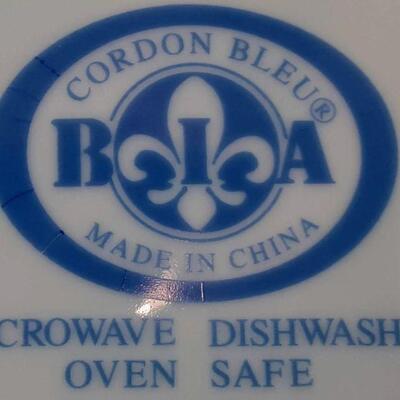 CORDON BLEU®
BIA
MADE IN CHINA
CROWAVE DISHWASH
OVEN SAFE